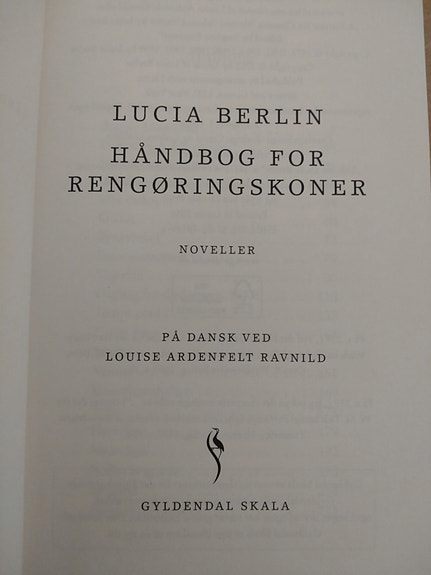 LUCIA BERLIN
HÅNDBOG FOR
RENGØRINGSKONER
NOVELLER
PÅ DANSK VED
LOUISE ARDENFELT RAVNILD
GYLDENDAL SKALA